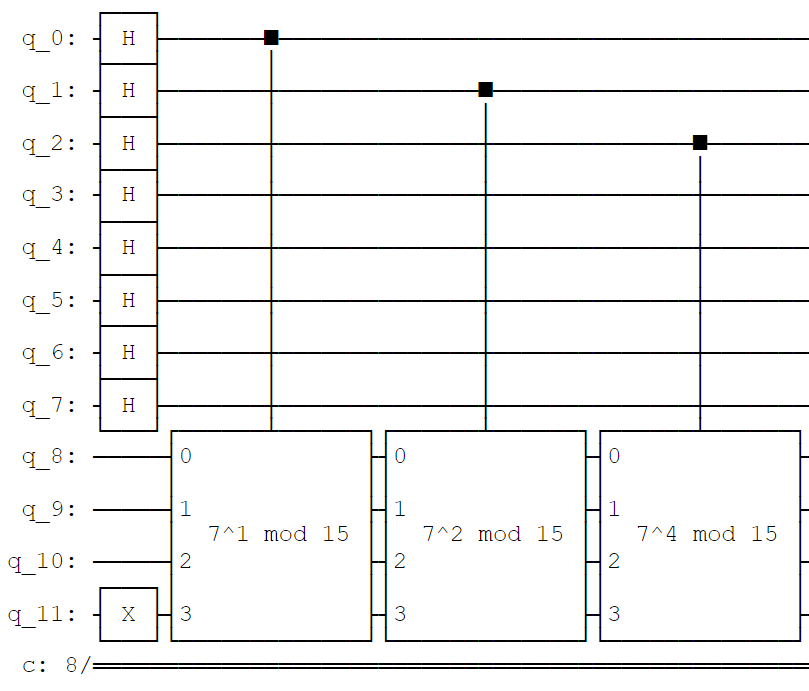 q_0: H
q_1: H
q_2: H
q_3: H
q_4: H
q_5: H
q_6: H
q_7: H
q_8: 0 0 0
q_9: 1 1 1
7^1 mod 15 7^2 mod 15 7^4 mod 15
q_10: 2 2 2
q_11: X 3 3 3
c: 8/